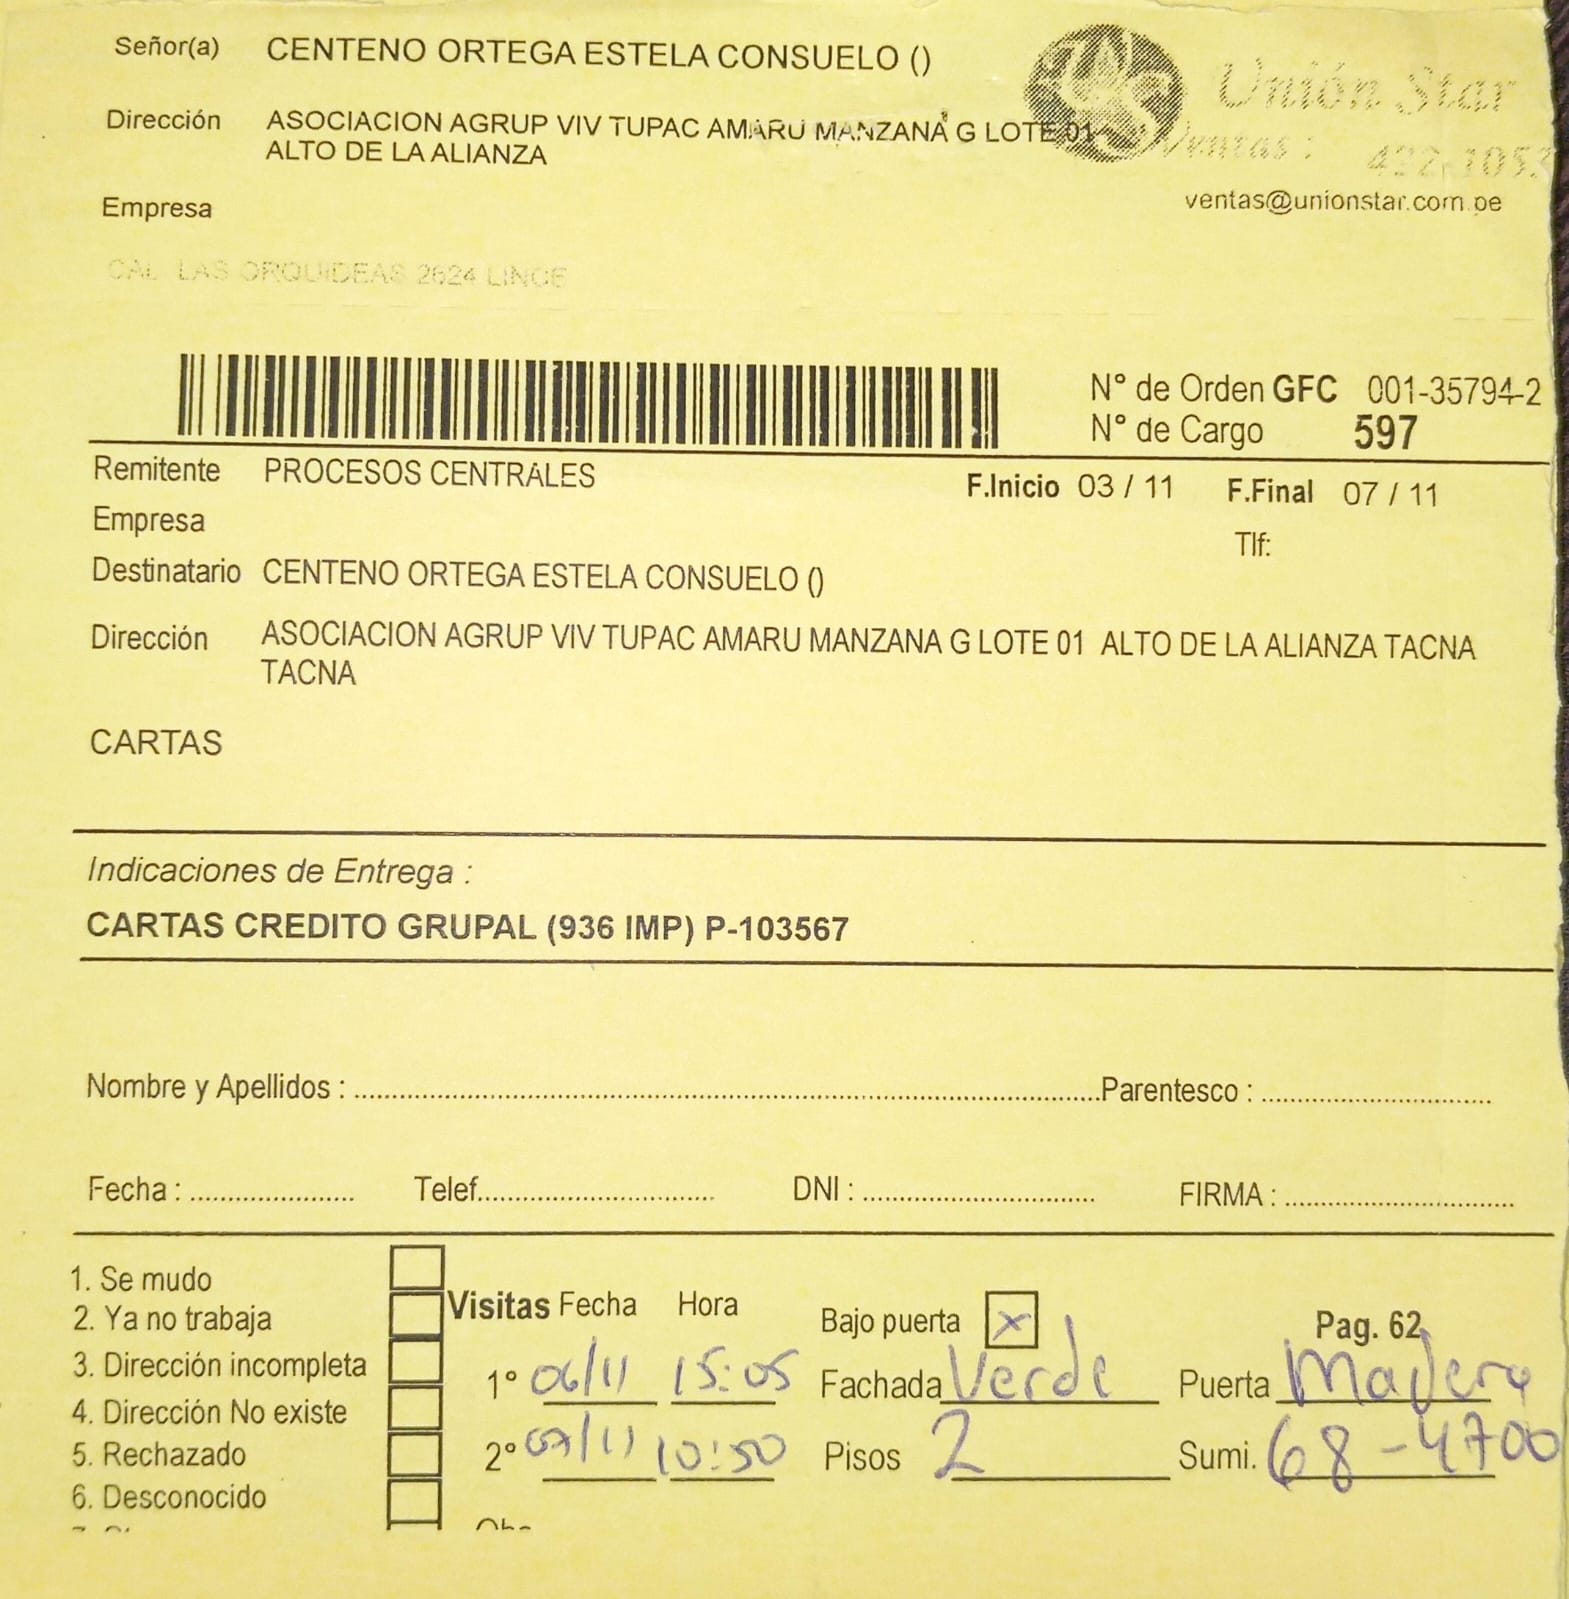 Señor(a) CENTENO ORTEGA ESTELA CONSUELO ()
Unión Star
Dirección ASOCIACION AGRUP VIV TUPAC AMARU MANZANA G LOTE 01
Ventas :
ALTO DE LA ALIANZA
Empresa
ventas@unionstar.com.pe
CAL LAS ORQUIDEAS 2624 LINCE
N° de Orden GFC 001-35794-2
N° de Cargo 597
Remitente PROCESOS CENTRALES
F.Inicio 03 / 11 F.Final 07 / 11
Empresa
Tlf:
Destinatario CENTENO ORTEGA ESTELA CONSUELO ()
Dirección ASOCIACION AGRUP VIV TUPAC AMARU MANZANA G LOTE 01 ALTO DE LA ALIANZA TACNA
TACNA
CARTAS
Indicaciones de Entrega :
CARTAS CREDITO GRUPAL (936 IMP) P-103567
Nombre y Apellidos : Parentesco :
Fecha : Telef. DNI : FIRMA :
1. Se mudo
2. Ya no trabaja
3. Dirección incompleta
4. Dirección No existe
5. Rechazado
6. Desconocido
Visitas Fecha Hora
1° 06/11 15:05
2° 07/11 10:50
Bajo puerta x Pag. 62
Fachada Verde Puerta Madera
Pisos 2 Sumi. 68-4700